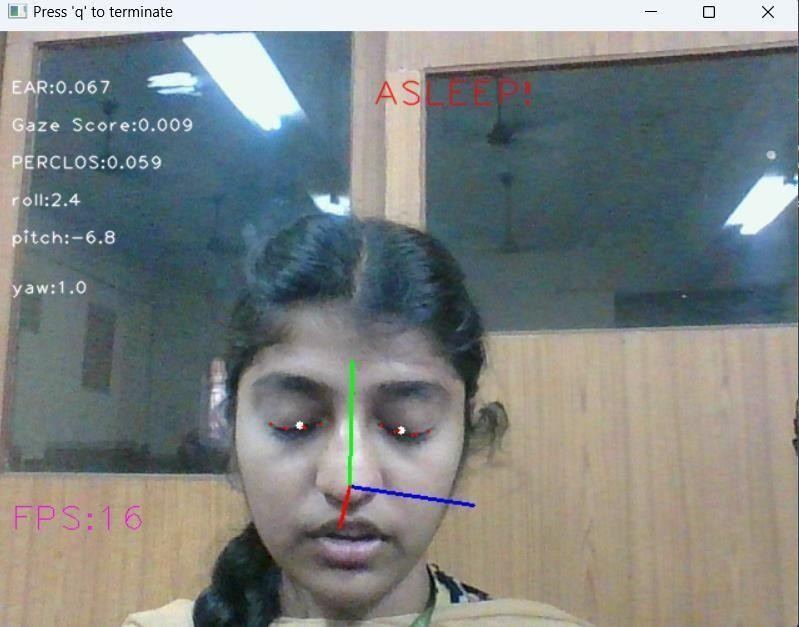 Press 'q' to terminate
EAR:0.067
ASLEEP!
Gaze Score:0.009
PERCLOS:0.059
roll:2.4
pitch:-6.8
yaw:1.0
FPS:16